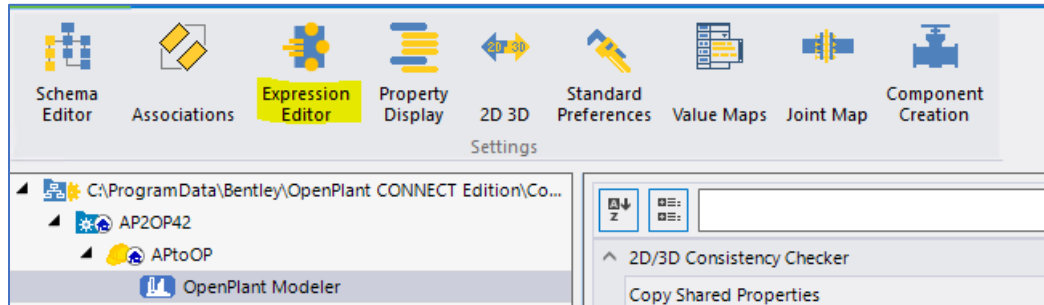 Schema Editor
Associations
Expression Editor
Property Display
2D 3D
2D 3D
Standard Preferences
Value Maps
Joint Map
Component Creation
Settings
C:\ProgramData\Bentley\OpenPlant CONNECT Edition\Co...
AP2OP42
APtoOP
OpenPlant Modeler
A
Z
2D/3D Consistency Checker
Copy Shared Properties